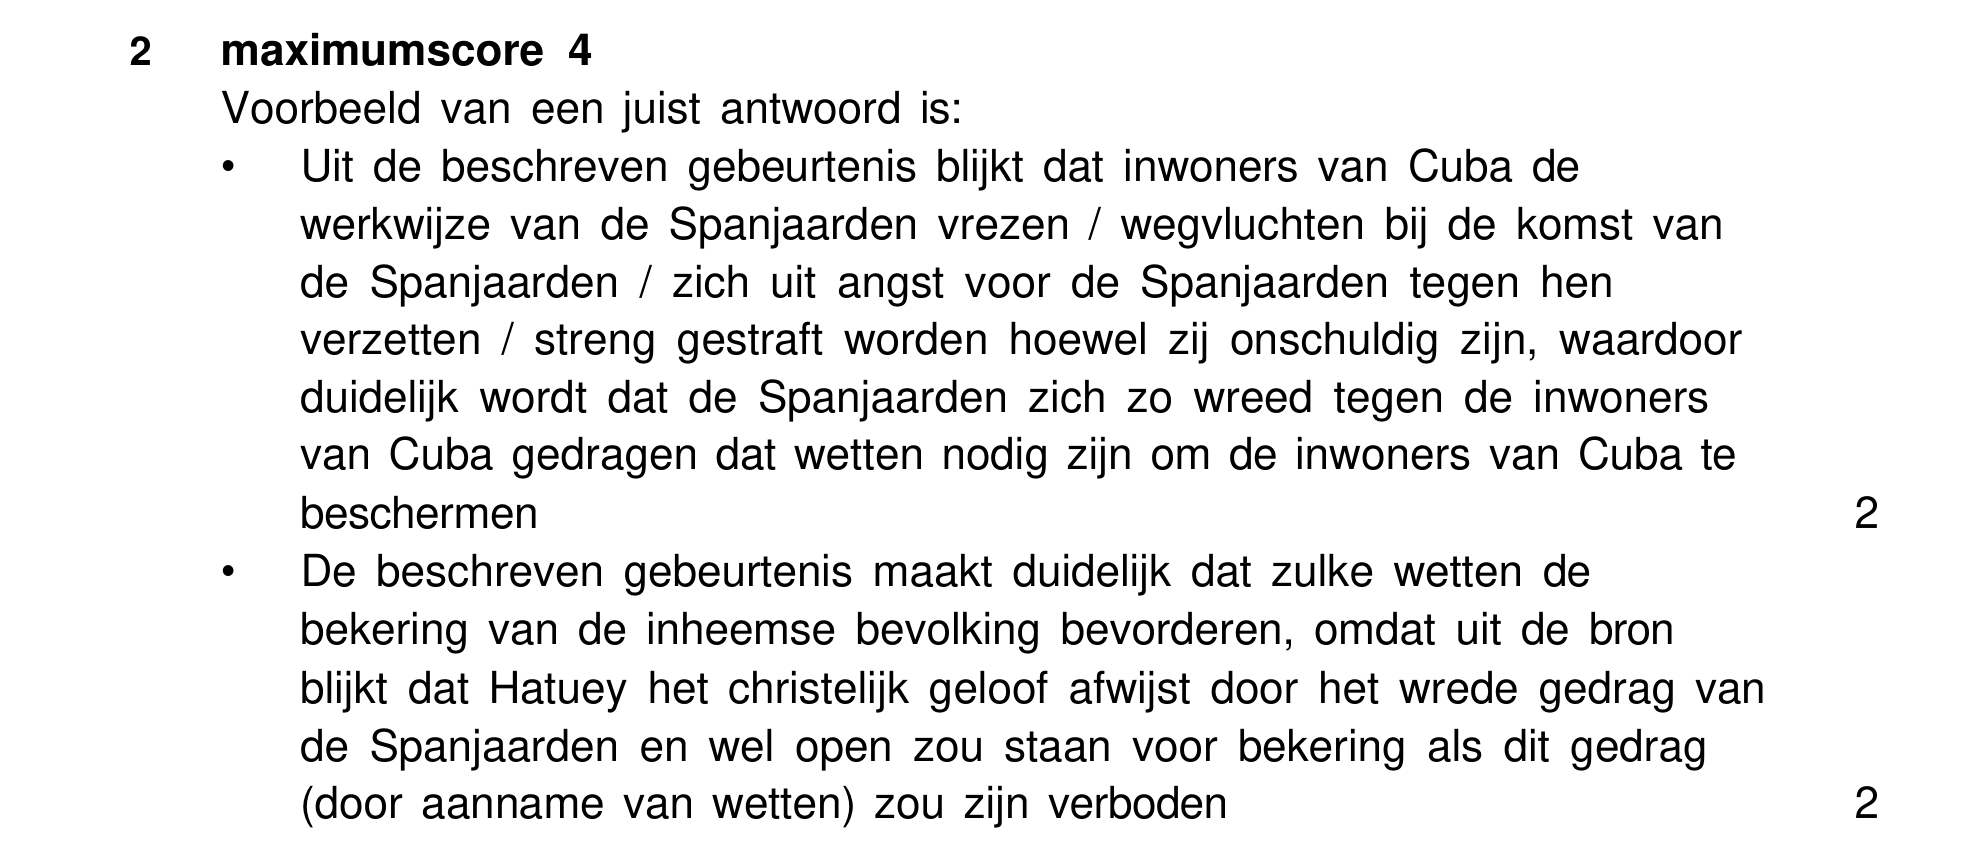 2 maximumscore 4
Voorbeeld van een juist antwoord is:
• Uit de beschreven gebeurtenis blijkt dat inwoners van Cuba de
werkwijze van de Spanjaarden vrezen / wegvluchten bij de komst van
de Spanjaarden / zich uit angst voor de Spanjaarden tegen hen
verzetten / streng gestraft worden hoewel zij onschuldig zijn, waardoor
duidelijk wordt dat de Spanjaarden zich zo wreed tegen de inwoners
van Cuba gedragen dat wetten nodig zijn om de inwoners van Cuba te
beschermen 2
• De beschreven gebeurtenis maakt duidelijk dat zulke wetten de
bekering van de inheemse bevolking bevorderen, omdat uit de bron
blijkt dat Hatuey het christelijk geloof afwijst door het wrede gedrag van
de Spanjaarden en wel open zou staan voor bekering als dit gedrag
(door aanname van wetten) zou zijn verboden 2